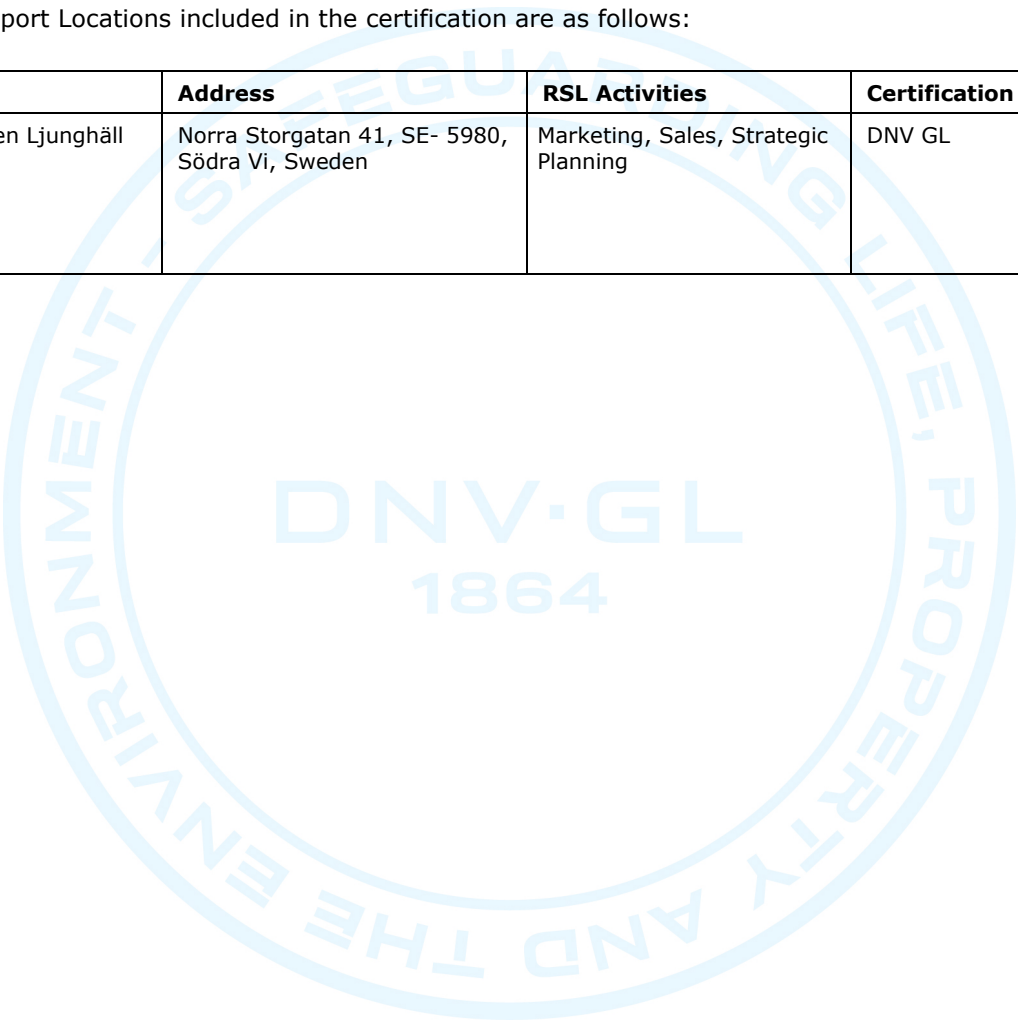 port Locations included in the certification are as follows:
Address RSL Activities Certification
en Ljunghäll Norra Storgatan 41, SE- 5980, Marketing, Sales, Strategic DNV GL
Södra Vi, Sweden Planning
SAFEGUARDING LIFE, PROPERTY AND THE ENVIRONMENT -
DNV·GL
1864